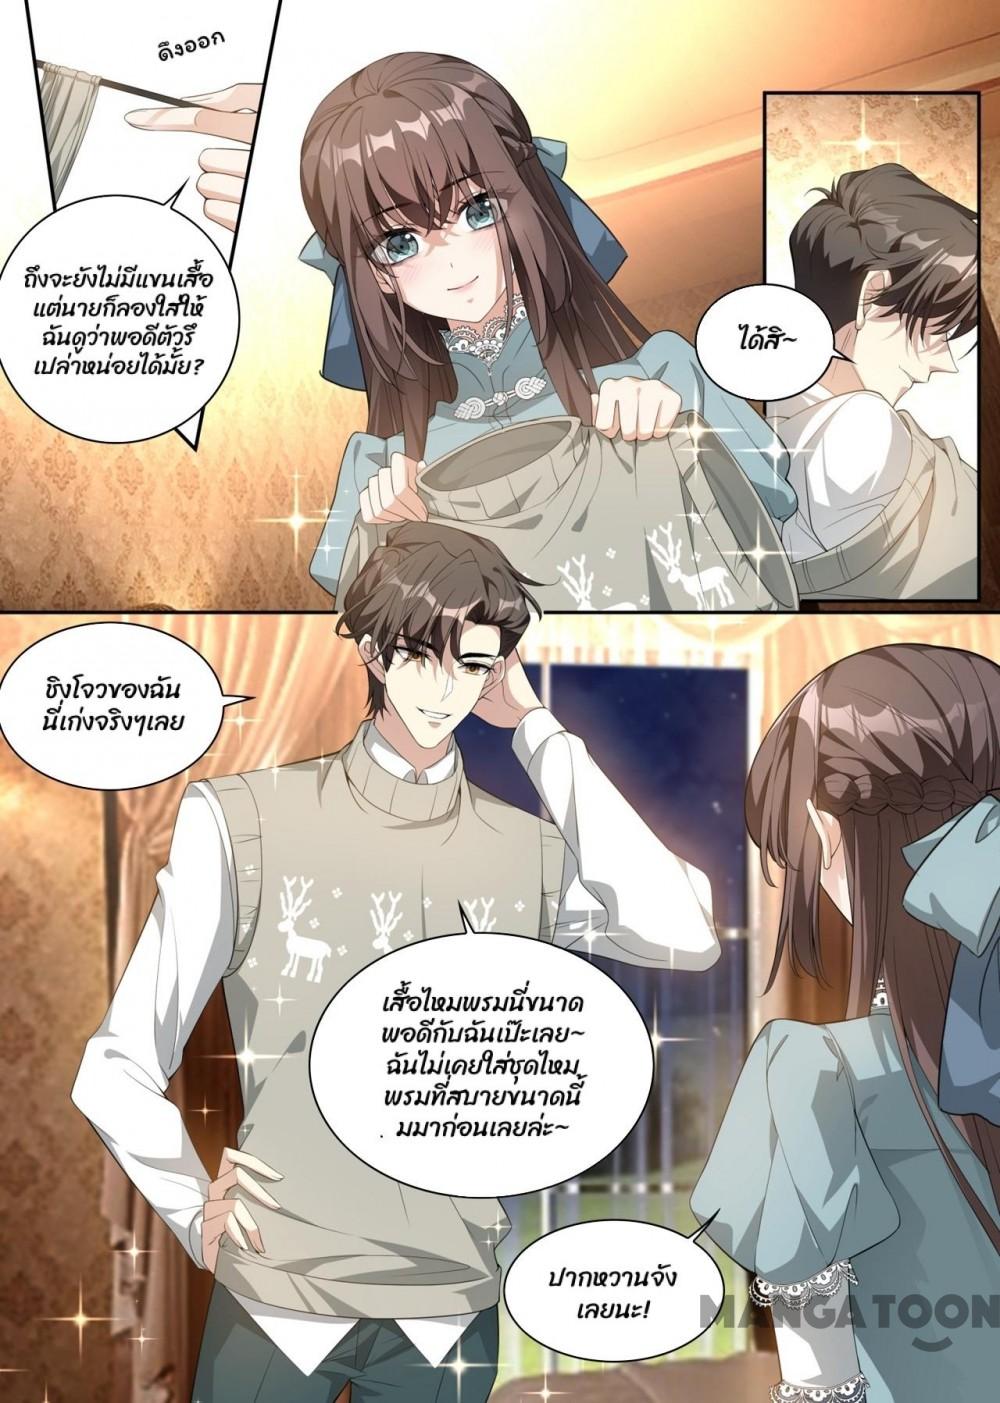 ดึงออก
ถึงจะยังไม่มีแขนเสื้อ
แต่นายก็ลองใส่ให้
ฉันดูว่าพอดีตัวรึ
เปล่าหน่อยได้มั้ย?
ได้สิ~
ชิงโจวของฉัน
นี่เก่งจริงๆเลย
เสื้อไหมพรมนี่ขนาด
พอดีกับฉันเป๊ะเลย~
ฉันไม่เคยใส่ชุดไหม
พรมที่สบายขนาดนี้
มมาก่อนเลยล่ะ~
ปากหวานจัง
เลยนะ!
MANGATOON